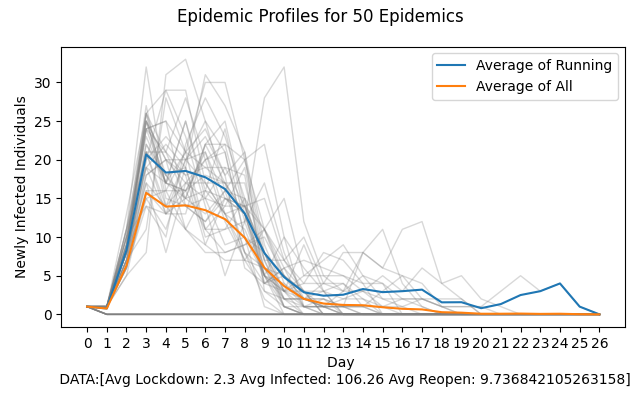 Epidemic Profiles for 50 Epidemics
Average of Running
Average of All
Newly Infected Individuals
30
25
20
15
10
5
0
0 1 2 3 4 5 6 7 8 9 10 11 12 13 14 15 16 17 18 19 20 21 22 23 24 25 26
Day
DATA:[Avg Lockdown: 2.3 Avg Infected: 106.26 Avg Reopen: 9.736842105263158]